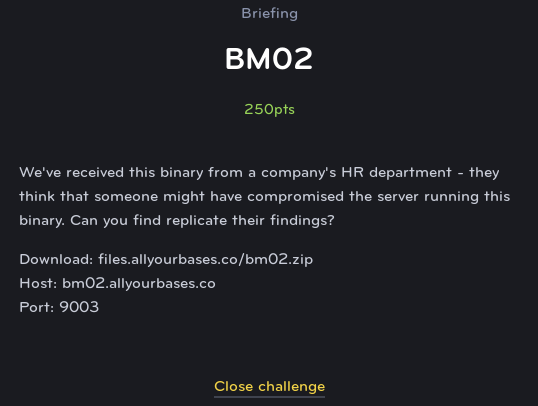 Briefing
BM02
250pts
We've received this binary from a company's HR department - they
think that someone might have compromised the server running this
binary. Can you find replicate their findings?
Download: files.allyourbases.co/bm02.zip
Host: bm02.allyourbases.co
Port: 9003
Close challenge